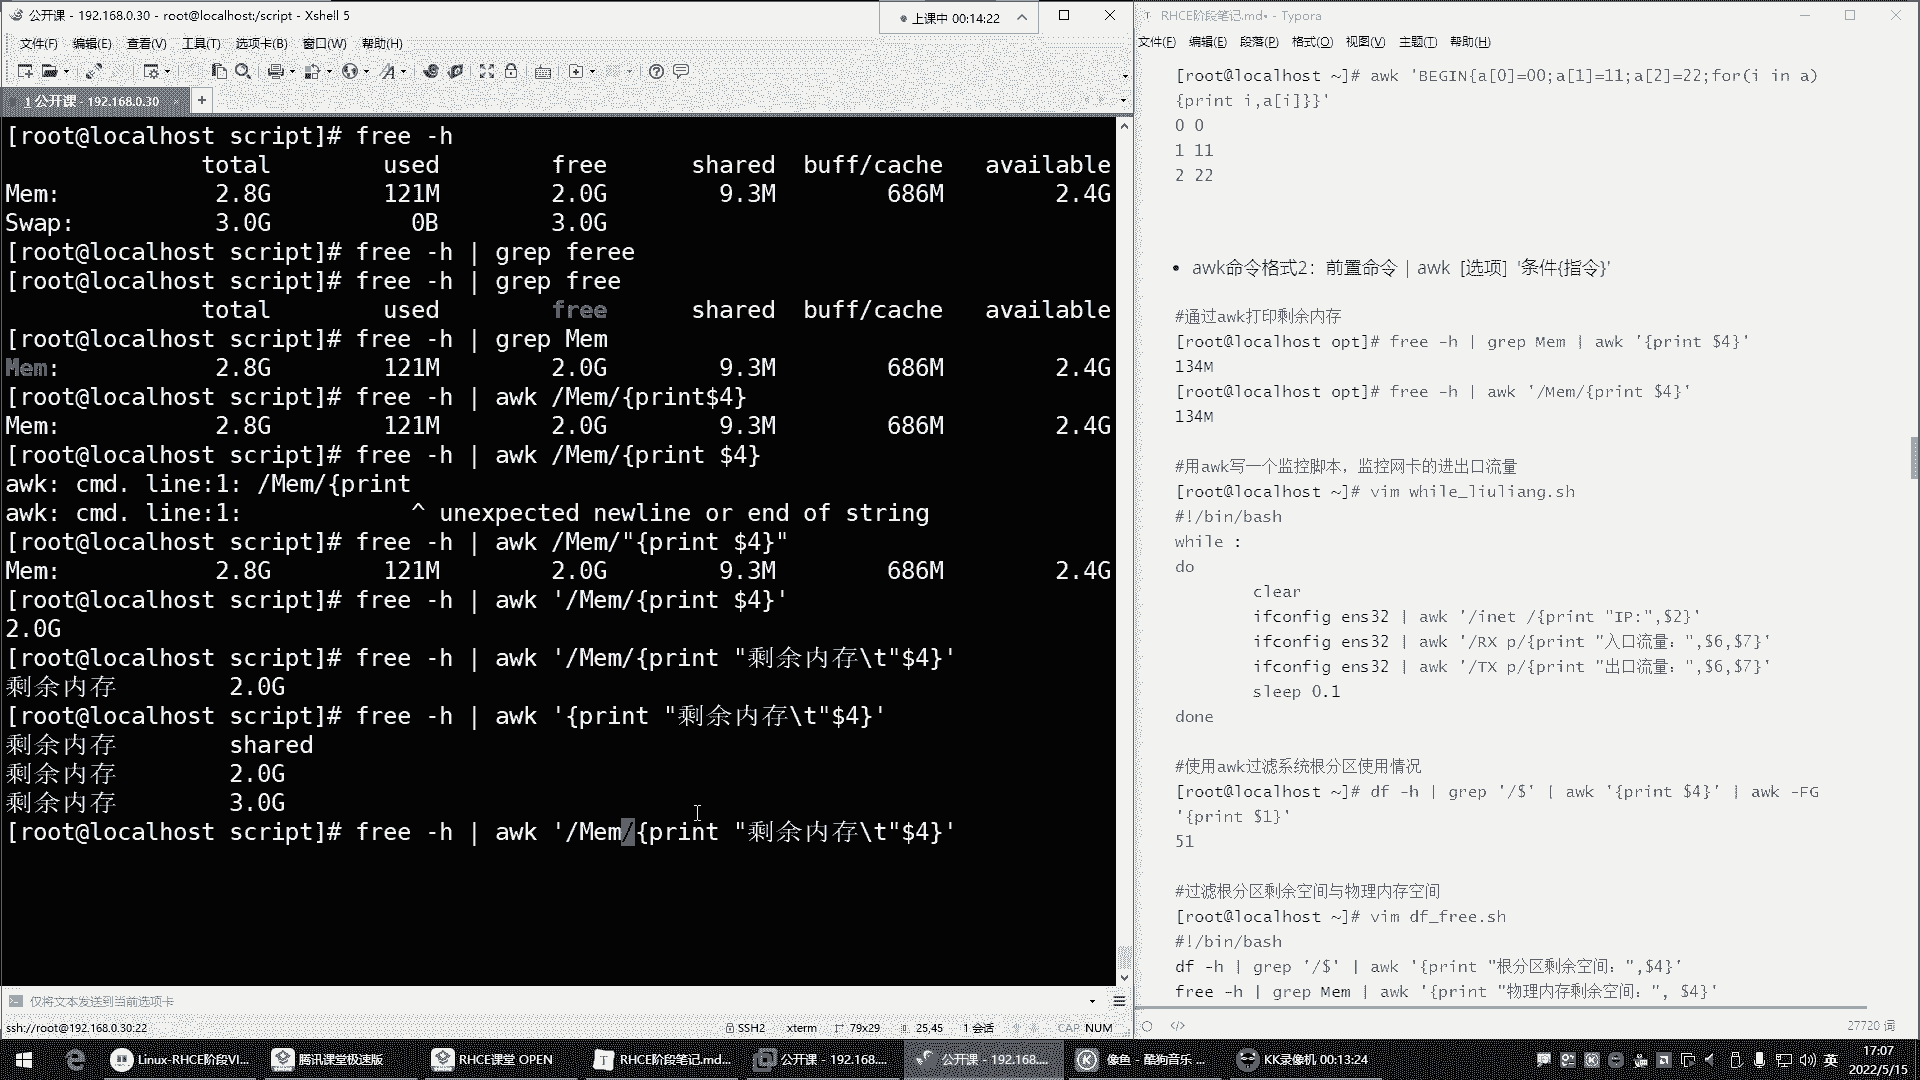 公开课 - 192.168.0.30 - root@localhost:/script - Xshell 5
上课中 00:14:22
文件(F) 编辑(E) 查看(V) 工具(T) 选项卡(B) 窗口(W) 帮助(H)
1 公开课 - 192.168.0.30
[root@localhost script]# free -h
total used free shared buff/cache available
Mem: 2.8G 121M 2.0G 9.3M 686M 2.4G
Swap: 3.0G 0B 3.0G
[root@localhost script]# free -h | grep feree
[root@localhost script]# free -h | grep free
total used free shared buff/cache available
[root@localhost script]# free -h | grep Mem
Mem: 2.8G 121M 2.0G 9.3M 686M 2.4G
[root@localhost script]# free -h | awk /Mem/{print$4}
Mem: 2.8G 121M 2.0G 9.3M 686M 2.4G
[root@localhost script]# free -h | awk /Mem/{print $4}
awk: cmd. line:1: /Mem/{print
awk: cmd. line:1: ^ unexpected newline or end of string
[root@localhost script]# free -h | awk /Mem/"{print $4}"
Mem: 2.8G 121M 2.0G 9.3M 686M 2.4G
[root@localhost script]# free -h | awk '/Mem/{print $4}'
2.0G
[root@localhost script]# free -h | awk '/Mem/{print "剩余内存\t"$4}'
剩余内存 2.0G
[root@localhost script]# free -h | awk '{print "剩余内存\t"$4}'
剩余内存 shared
剩余内存 2.0G
剩余内存 3.0G
[root@localhost script]# free -h | awk '/Mem/{print "剩余内存\t"$4}'
仅将文本发送到当前选项卡
ssh://root@192.168.0.30:22 SSH2 xterm 79x29 25,45 1 会话 CAP NUM
RHCE阶段笔记.md• - Typora
文件(F) 编辑(E) 段落(P) 格式(O) 视图(V) 主题(T) 帮助(H)
[root@localhost ~]# awk 'BEGIN{a[0]=00;a[1]=11;a[2]=22;for(i in a)
{print i,a[i]}}'
0 0
1 11
2 22
• awk命令格式2：前置命令 | awk [选项] '条件{指令}'
#通过awk打印剩余内存
[root@localhost opt]# free -h | grep Mem | awk '{print $4}'
134M
[root@localhost opt]# free -h | awk '/Mem/{print $4}'
134M
#用awk写一个监控脚本，监控网卡的进出口流量
[root@localhost ~]# vim while_liuliang.sh
#!/bin/bash
while :
do
clear
ifconfig ens32 | awk '/inet /{print "IP:",$2}'
ifconfig ens32 | awk '/RX p/{print "入口流量：",$6,$7}'
ifconfig ens32 | awk '/TX p/{print "出口流量：",$6,$7}'
sleep 0.1
done
#使用awk过滤系统根分区使用情况
[root@localhost ~]# df -h | grep '/$' | awk '{print $4}' | awk -FG
'{print $1}'
51
#过滤根分区剩余空间与物理内存空间
[root@localhost ~]# vim df_free.sh
#!/bin/bash
df -h | grep '/$' | awk '{print "根分区剩余空间：",$4}'
free -h | grep Mem | awk '{print "物理内存剩余空间：", $4}'
27720 词
Linux-RHCE阶段VI... 腾讯课堂极速版 RHCE课堂 OPEN RHCE阶段笔记.md... 公开课 - 192.168.... 公开课 - 192.168.... 像鱼 - 酷狗音乐 ... KK录像机 00:13:24 英 17:07
2022/5/15